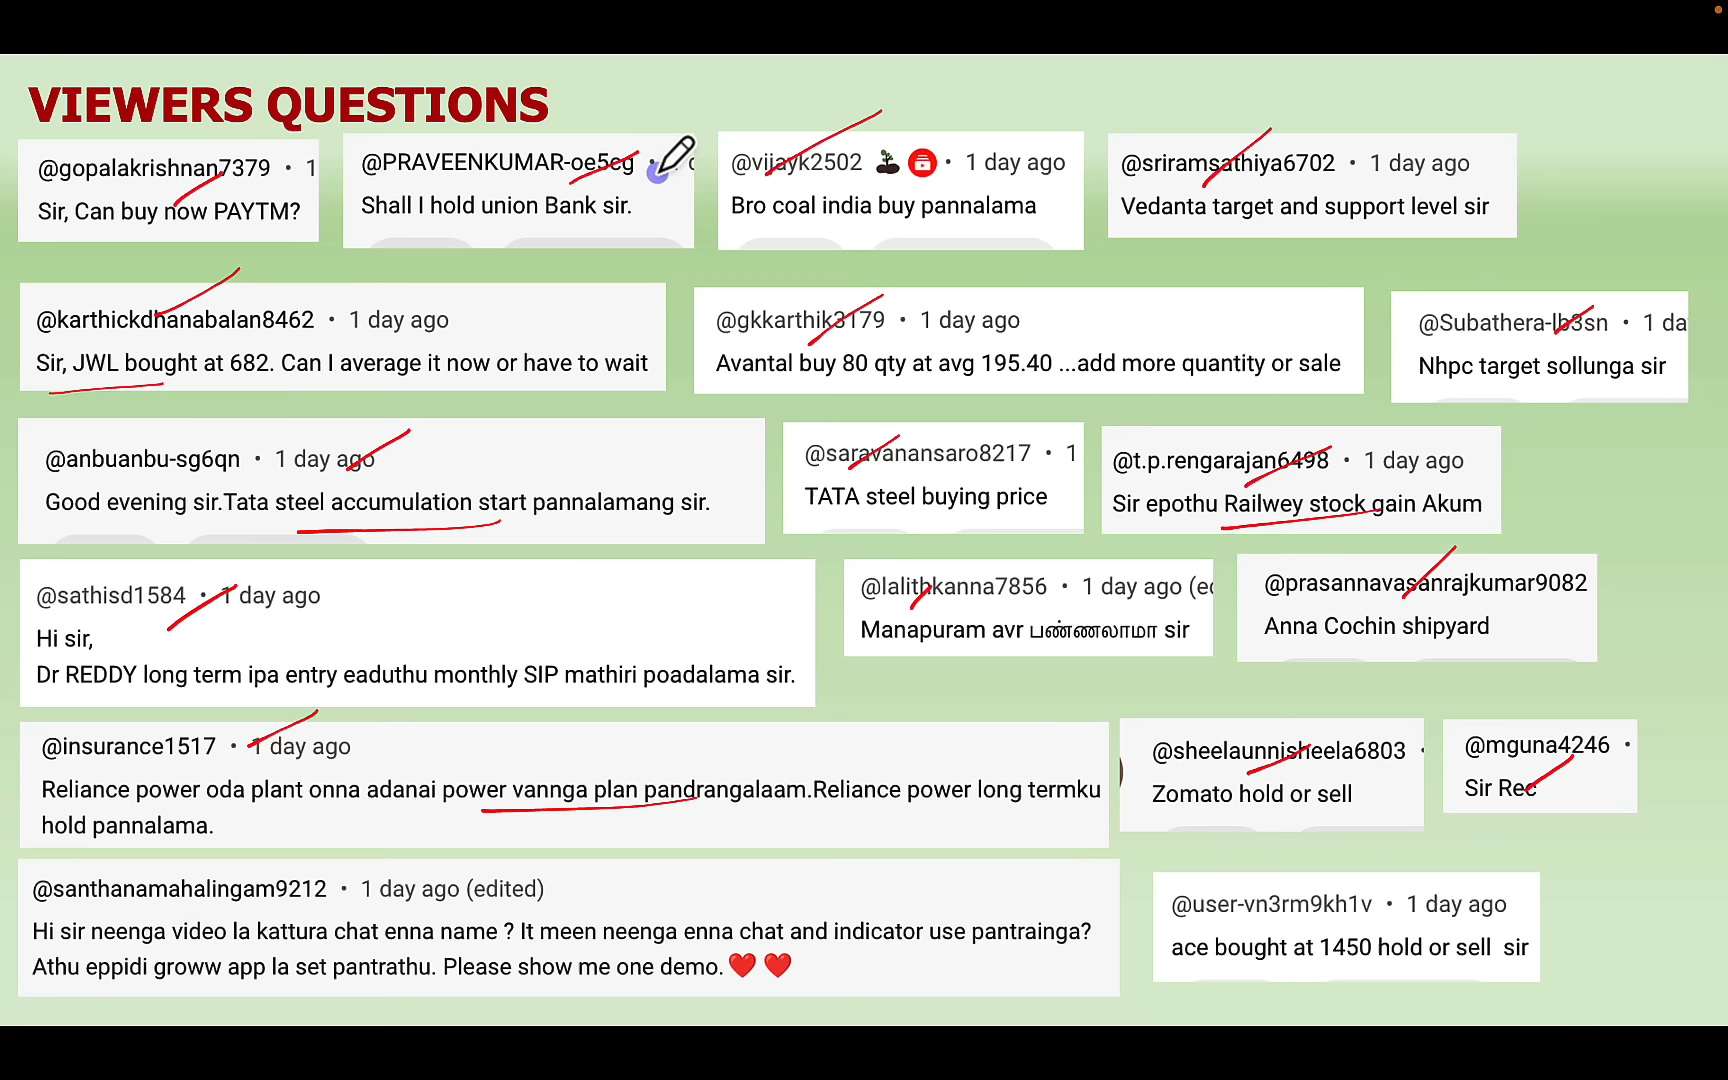 VIEWERS QUESTIONS
@gopalakrishnan7379 • 1
Sir, Can buy now PAYTM?
@PRAVEENKUMAR-oe5cg •
Shall I hold union Bank sir.
@vijayk2502 • 1 day ago
Bro coal india buy pannalama
@sriramsathiya6702 • 1 day ago
Vedanta target and support level sir
@karthickdhanabalan8462 • 1 day ago
Sir, JWL bought at 682. Can I average it now or have to wait
@gkkarthik3179 • 1 day ago
Avantal buy 80 qty at avg 195.40 ...add more quantity or sale
@Subathera-lb3sn • 1 da
Nhpc target sollunga sir
@anbuanbu-sg6qn • 1 day ago
Good evening sir.Tata steel accumulation start pannalamang sir.
@saravanansaro8217 • 1
TATA steel buying price
@t.p.rengarajan6498 • 1 day ago
Sir epothu Railwey stock gain Akum
@sathisd1584 • 1 day ago
Hi sir,
Dr REDDY long term ipa entry eaduthu monthly SIP mathiri poadalama sir.
@lalithkanna7856 • 1 day ago (ec
Manapuram avr பண்ணலாமா sir
@prasannavasanrajkumar9082
Anna Cochin shipyard
@insurance1517 • 1 day ago
Reliance power oda plant onna adanai power vannga plan pandrangalaam.Reliance power long termku
hold pannalama.
@sheelaunnisheela6803
Zomato hold or sell
@mguna4246 •
Sir Rec
@santhanamahalingam9212 • 1 day ago (edited)
Hi sir neenga video la kattura chat enna name ? It meen neenga enna chat and indicator use pantrainga?
Athu eppidi groww app la set pantrathu. Please show me one demo.❤️ ❤️
@user-vn3rm9kh1v • 1 day ago
ace bought at 1450 hold or sell sir